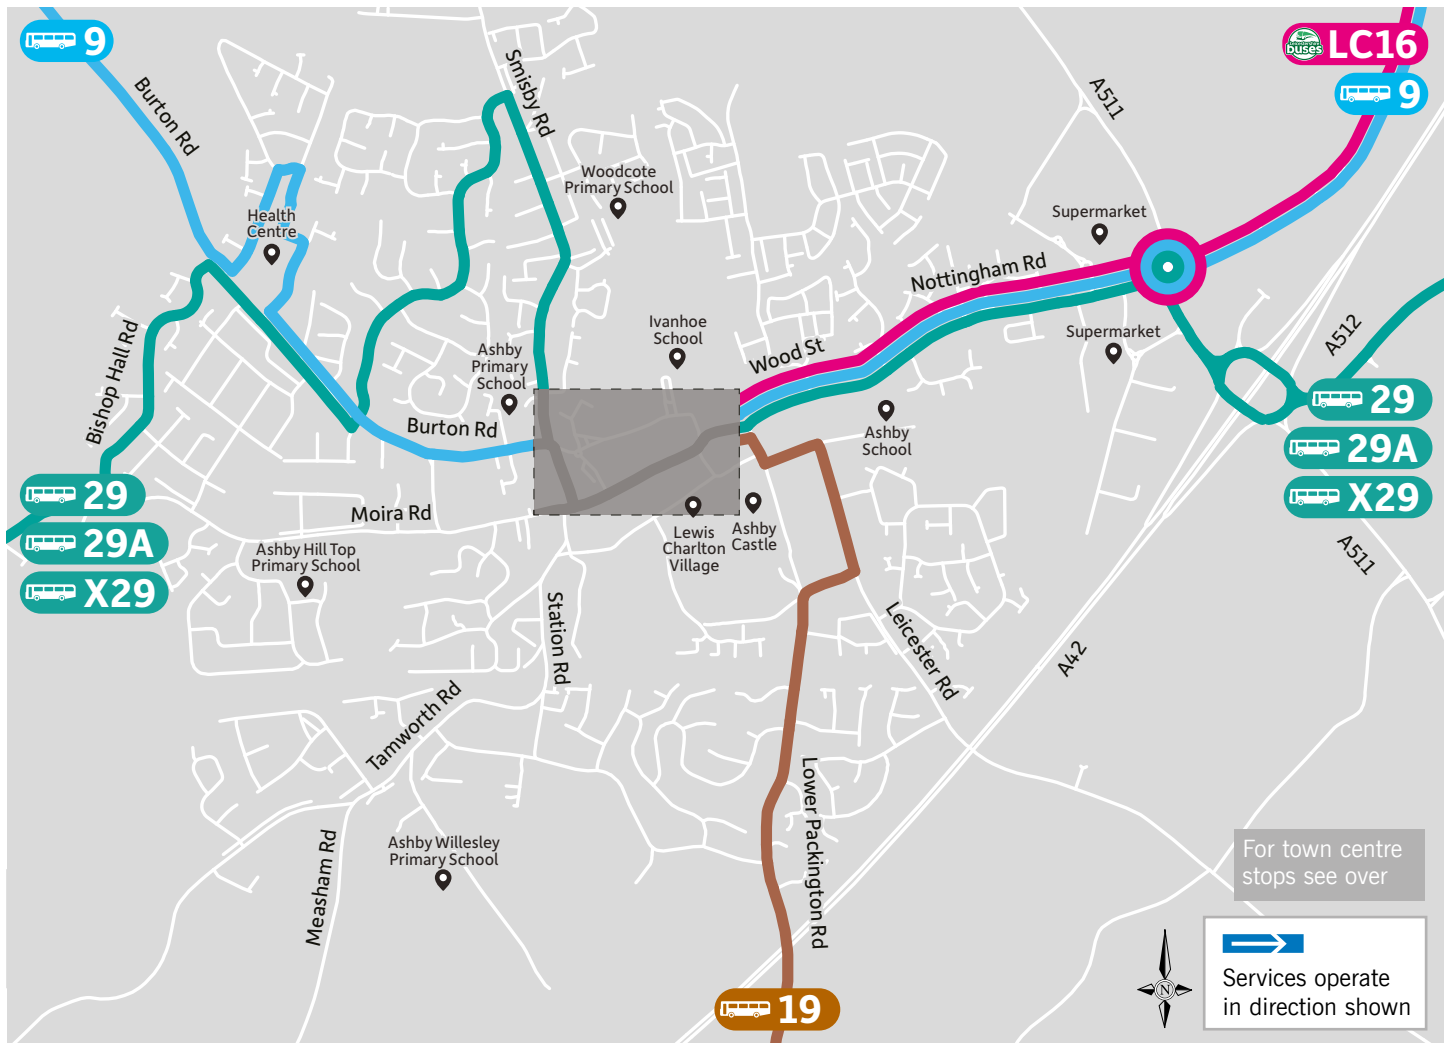 9
LC16
Leicestershire
buses
9
Burton Rd
Smisby Rd
A511
Woodcote
Primary School
Health
Centre
Supermarket
Nottingham Rd
Ivanhoe
School
Supermarket
A512
Bishop Hall Rd
Ashby
Primary
School
Wood St
29
29A
X29
Burton Rd
Ashby
School
29
29A
X29
Moira Rd
Lewis
Charlton
Village
Ashby
Castle
Ashby Hill Top
Primary School
A511
Station Rd
Leicester Rd
A42
Tamworth Rd
Lower Packington Rd
Measham Rd
Ashby Willesley
Primary School
For town centre
stops see over
Services operate
in direction shown
N
19